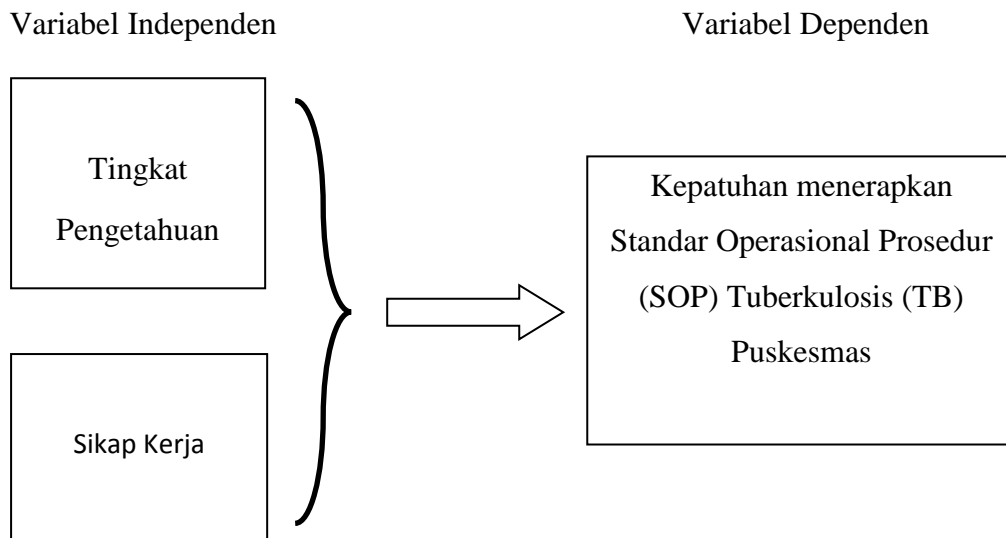 Variabel Independen
Variabel Dependen
Tingkat
Pengetahuan
Sikap Kerja
Kepatuhan menerapkan
Standar Operasional Prosedur
(SOP) Tuberkulosis (TB)
Puskesmas